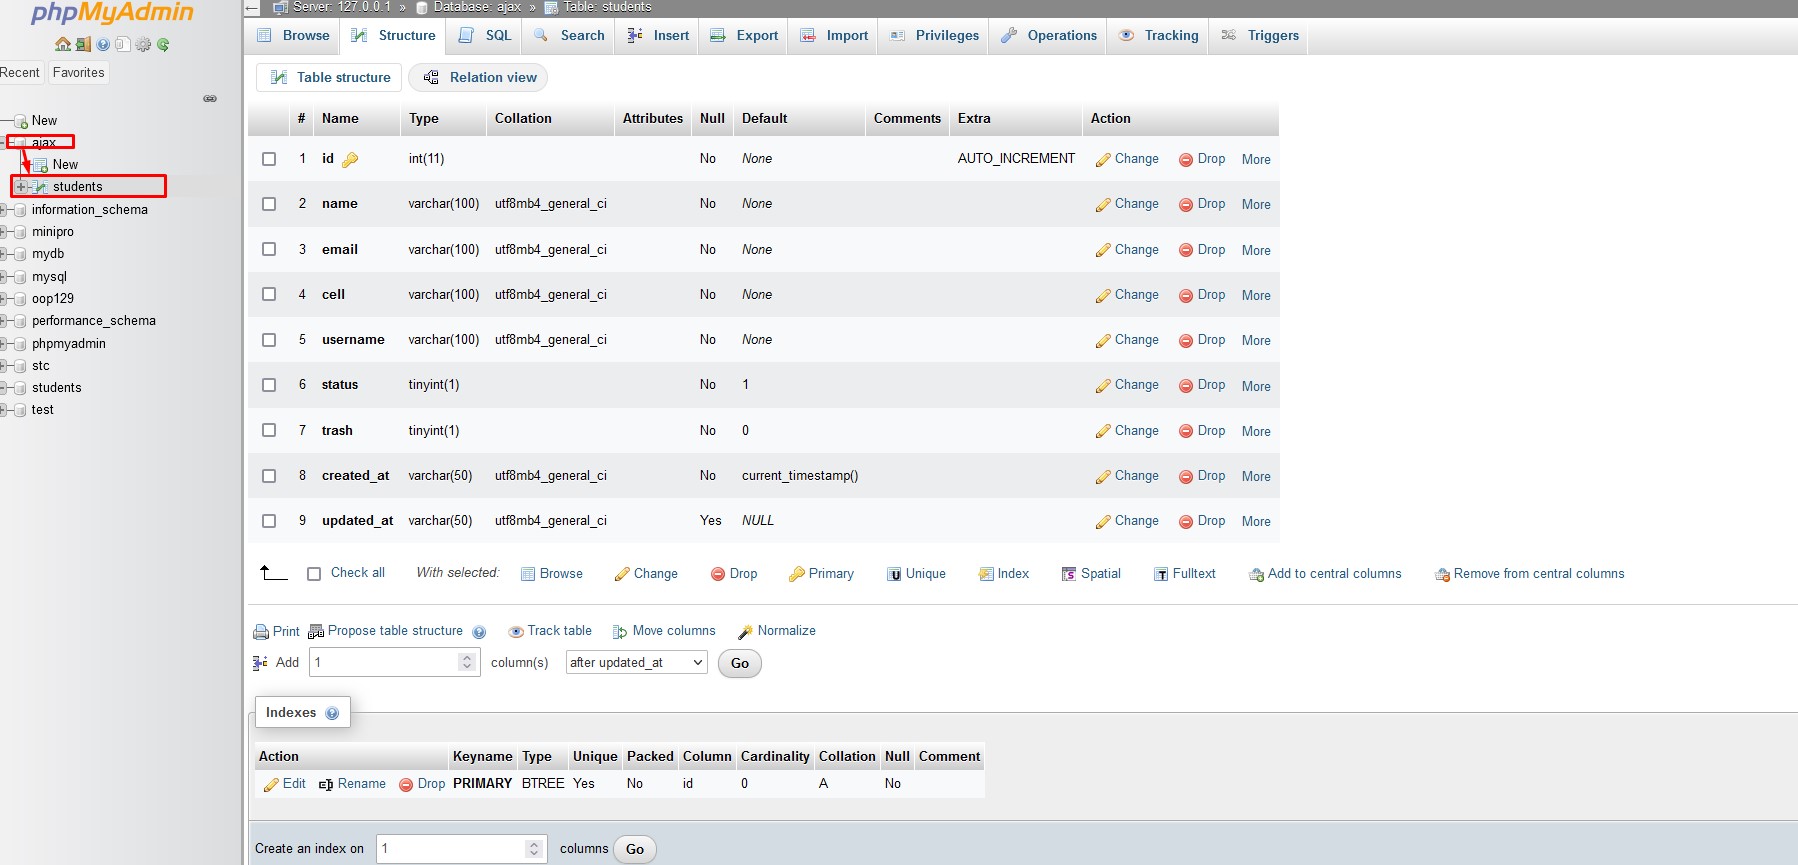 phpMyAdmin
Recent Favorites
New
ajax
New
students
information_schema
minipro
mydb
mysql
oop129
performance_schema
phpmyadmin
stc
students
test
Server: 127.0.0.1 » Database: ajax » Table: students
Browse Structure SQL Search Insert Export Import Privileges Operations Tracking Triggers
Table structure Relation view
# Name Type Collation Attributes Null Default Comments Extra Action
1 id int(11) No None AUTO_INCREMENT Change Drop More
2 name varchar(100) utf8mb4_general_ci No None Change Drop More
3 email varchar(100) utf8mb4_general_ci No None Change Drop More
4 cell varchar(100) utf8mb4_general_ci No None Change Drop More
5 username varchar(100) utf8mb4_general_ci No None Change Drop More
6 status tinyint(1) No 1 Change Drop More
7 trash tinyint(1) No 0 Change Drop More
8 created_at varchar(50) utf8mb4_general_ci No current_timestamp() Change Drop More
9 updated_at varchar(50) utf8mb4_general_ci Yes NULL Change Drop More
Check all With selected: Browse Change Drop Primary Unique Index Spatial Fulltext Add to central columns Remove from central columns
Print Propose table structure Track table Move columns Normalize
Add 1 column(s) after updated_at Go
Indexes
Action Keyname Type Unique Packed Column Cardinality Collation Null Comment
Edit Rename Drop PRIMARY BTREE Yes No id 0 A No
Create an index on 1 columns Go